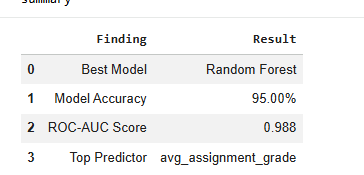 summary
Finding Result
0 Best Model Random Forest
1 Model Accuracy 95.00%
2 ROC-AUC Score 0.988
3 Top Predictor avg_assignment_grade